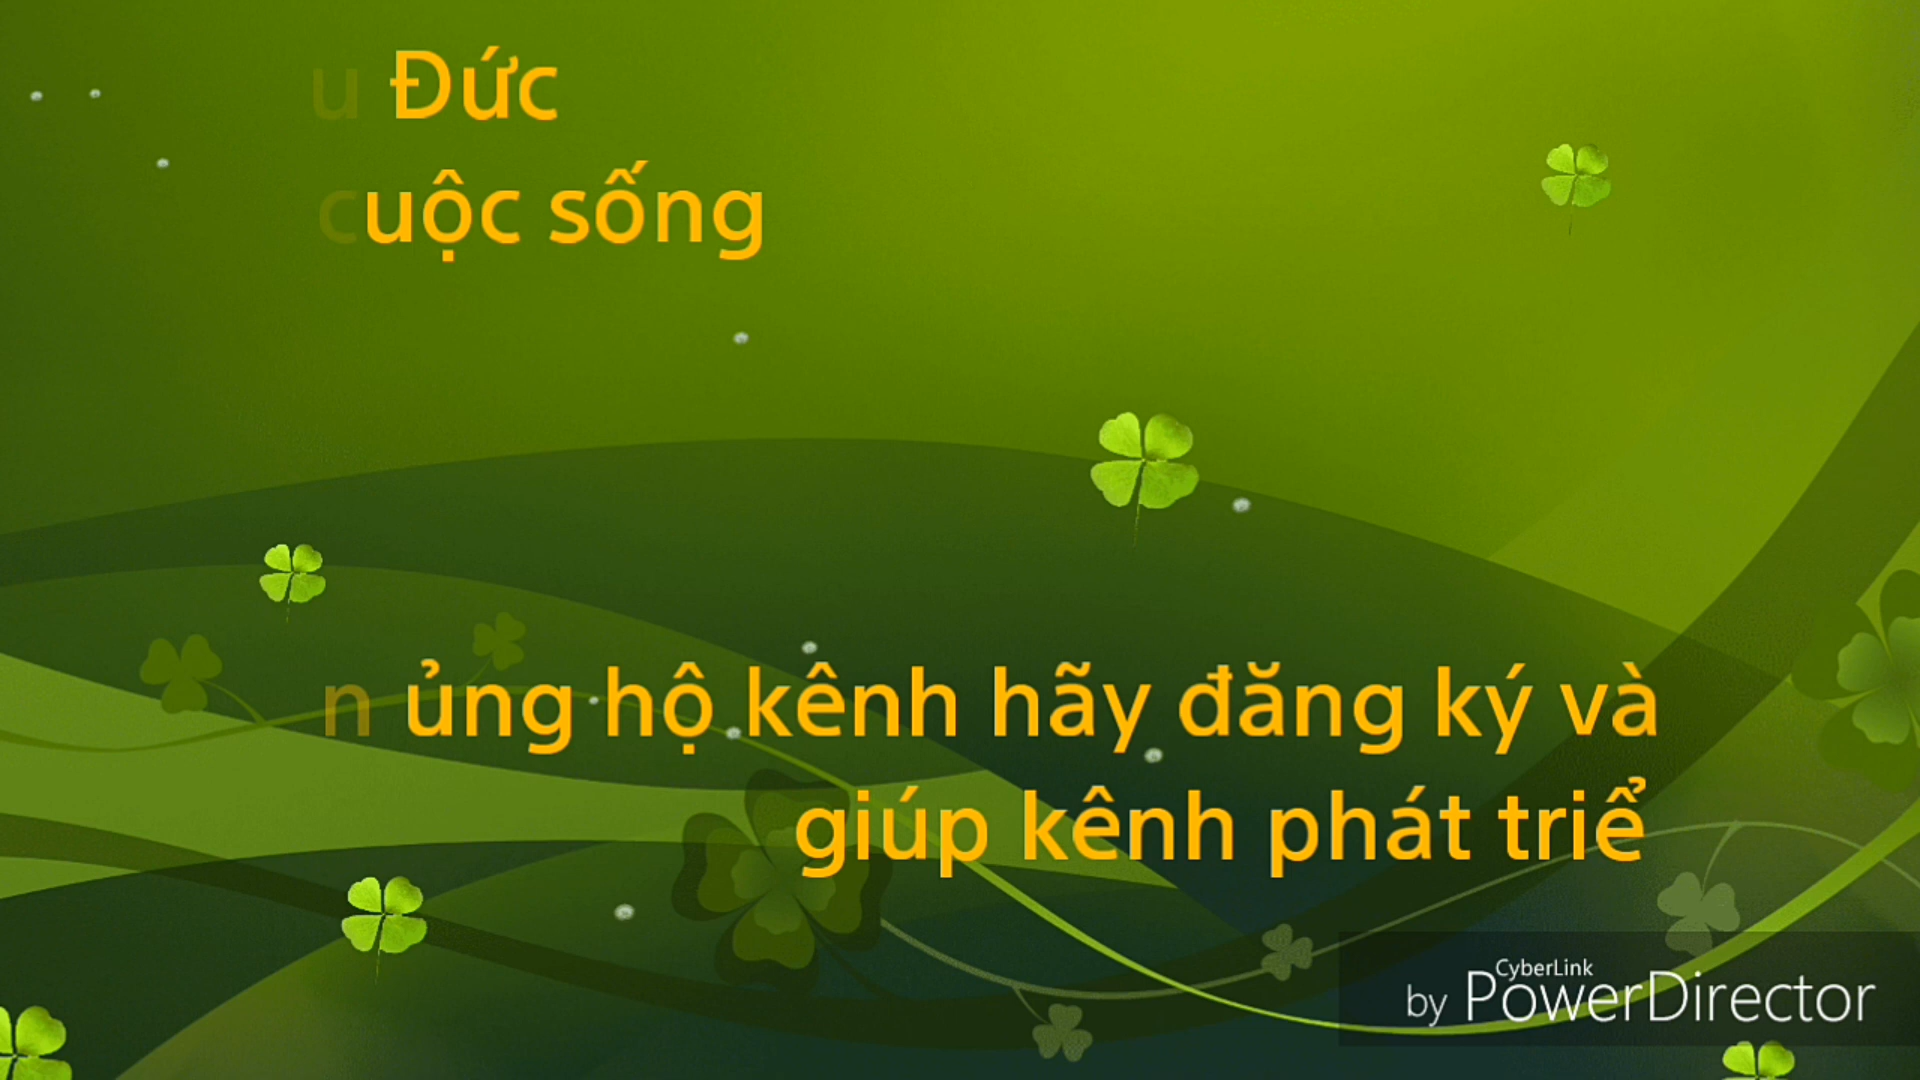 u Đức
cuộc sống
n ủng hộ kênh hãy đăng ký và
giúp kênh phát triể
CyberLink
by PowerDirector